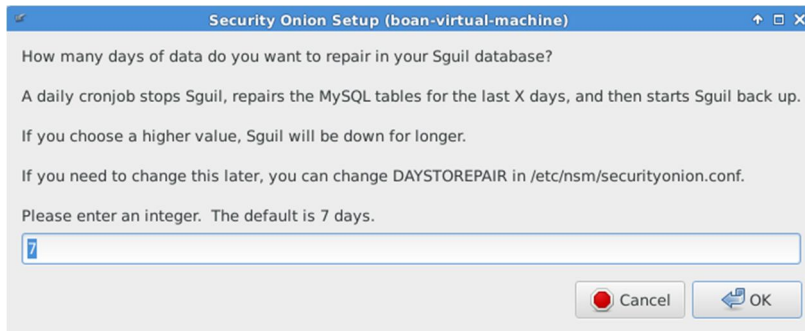 Security Onion Setup (boan-virtual-machine)
How many days of data do you want to repair in your Sguil database?
A daily cronjob stops Sguil, repairs the MySQL tables for the last X days, and then starts Sguil back up.
If you choose a higher value, Sguil will be down for longer.
If you need to change this later, you can change DAYSTOREPAIR in /etc/nsm/securityonion.conf.
Please enter an integer.  The default is 7 days.
7
Cancel OK